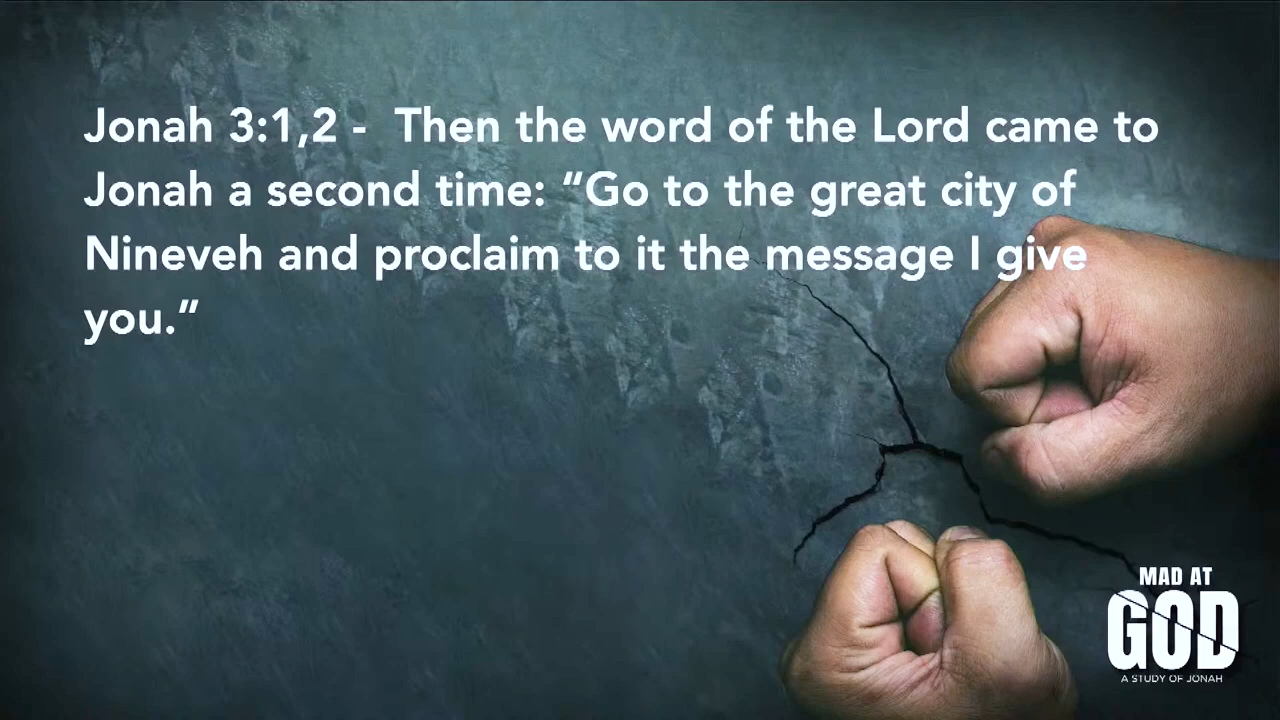 Jonah 3:1,2 -  Then the word of the Lord came to
Jonah a second time: “Go to the great city of
Nineveh and proclaim to it the message I give
you.”
MAD AT
GOD
A STUDY OF JONAH